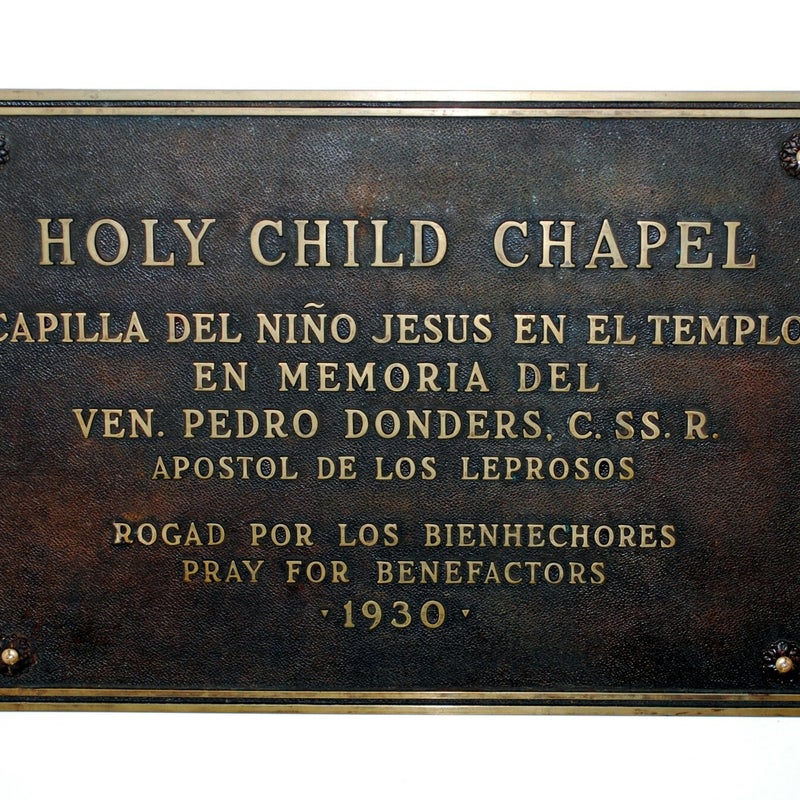 HOLY CHILD CHAPEL
CAPILLA DEL NIÑO JESUS EN EL TEMPLO
EN MEMORIA DEL
VEN. PEDRO DONDERS, C. SS. R.
APOSTOL DE LOS LEPROSOS
ROGAD POR LOS BIENHECHORES
PRAY FOR BENEFACTORS
· 1930 ·